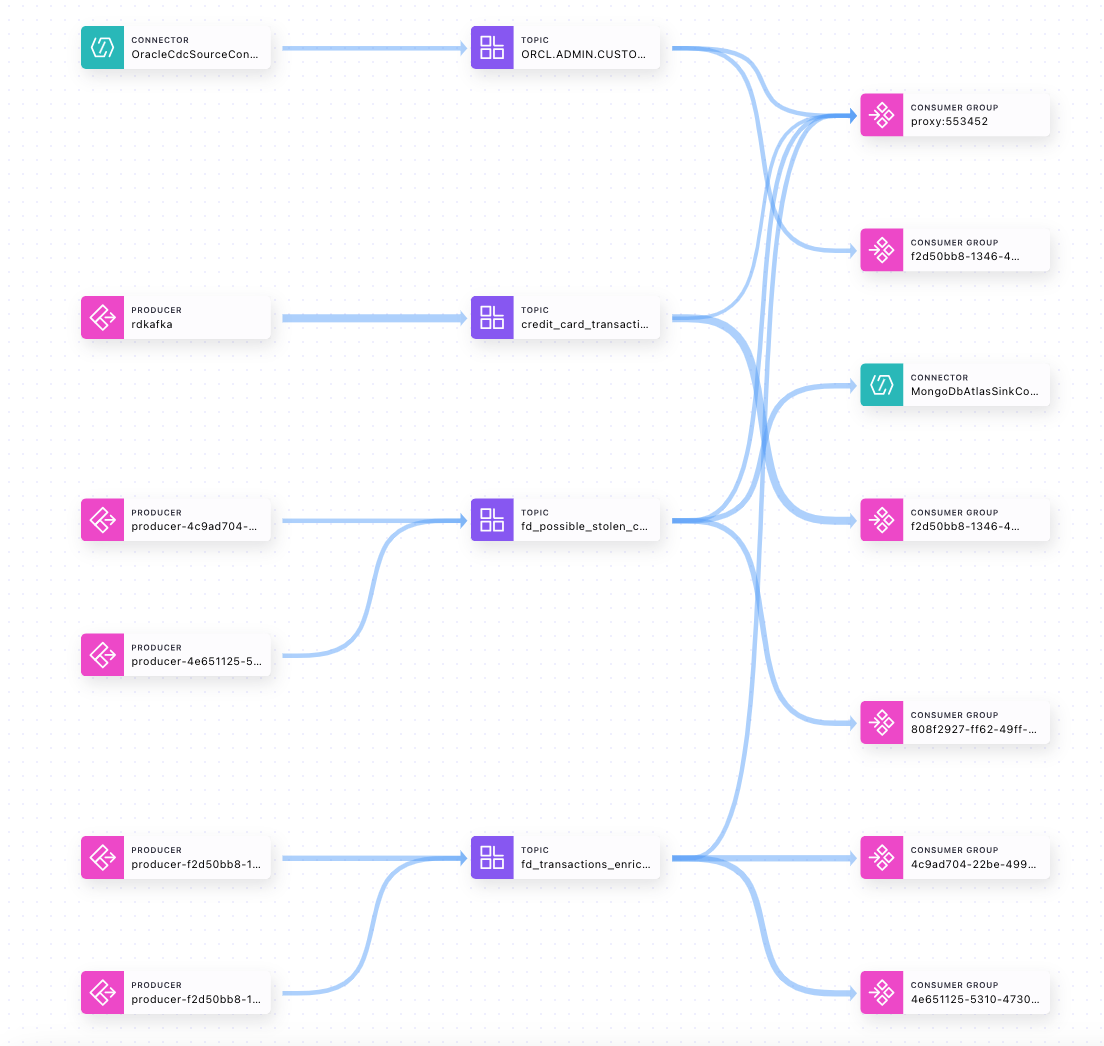 CONNECTOR
OracleCdcSourceCon...
TOPIC
ORCL.ADMIN.CUSTO...
CONSUMER GROUP
proxy:553452
CONSUMER GROUP
f2d50bb8-1346-4...
PRODUCER
rdkafka
TOPIC
credit_card_transacti...
CONNECTOR
MongoDbAtlasSinkCo...
PRODUCER
producer-4c9ad704-...
TOPIC
fd_possible_stolen_c...
CONSUMER GROUP
f2d50bb8-1346-4...
PRODUCER
producer-4e651125-5...
CONSUMER GROUP
808f2927-ff62-49ff-...
PRODUCER
producer-f2d50bb8-1...
TOPIC
fd_transactions_enric...
CONSUMER GROUP
4c9ad704-22be-499...
PRODUCER
producer-f2d50bb8-1...
CONSUMER GROUP
4e651125-5310-4730...